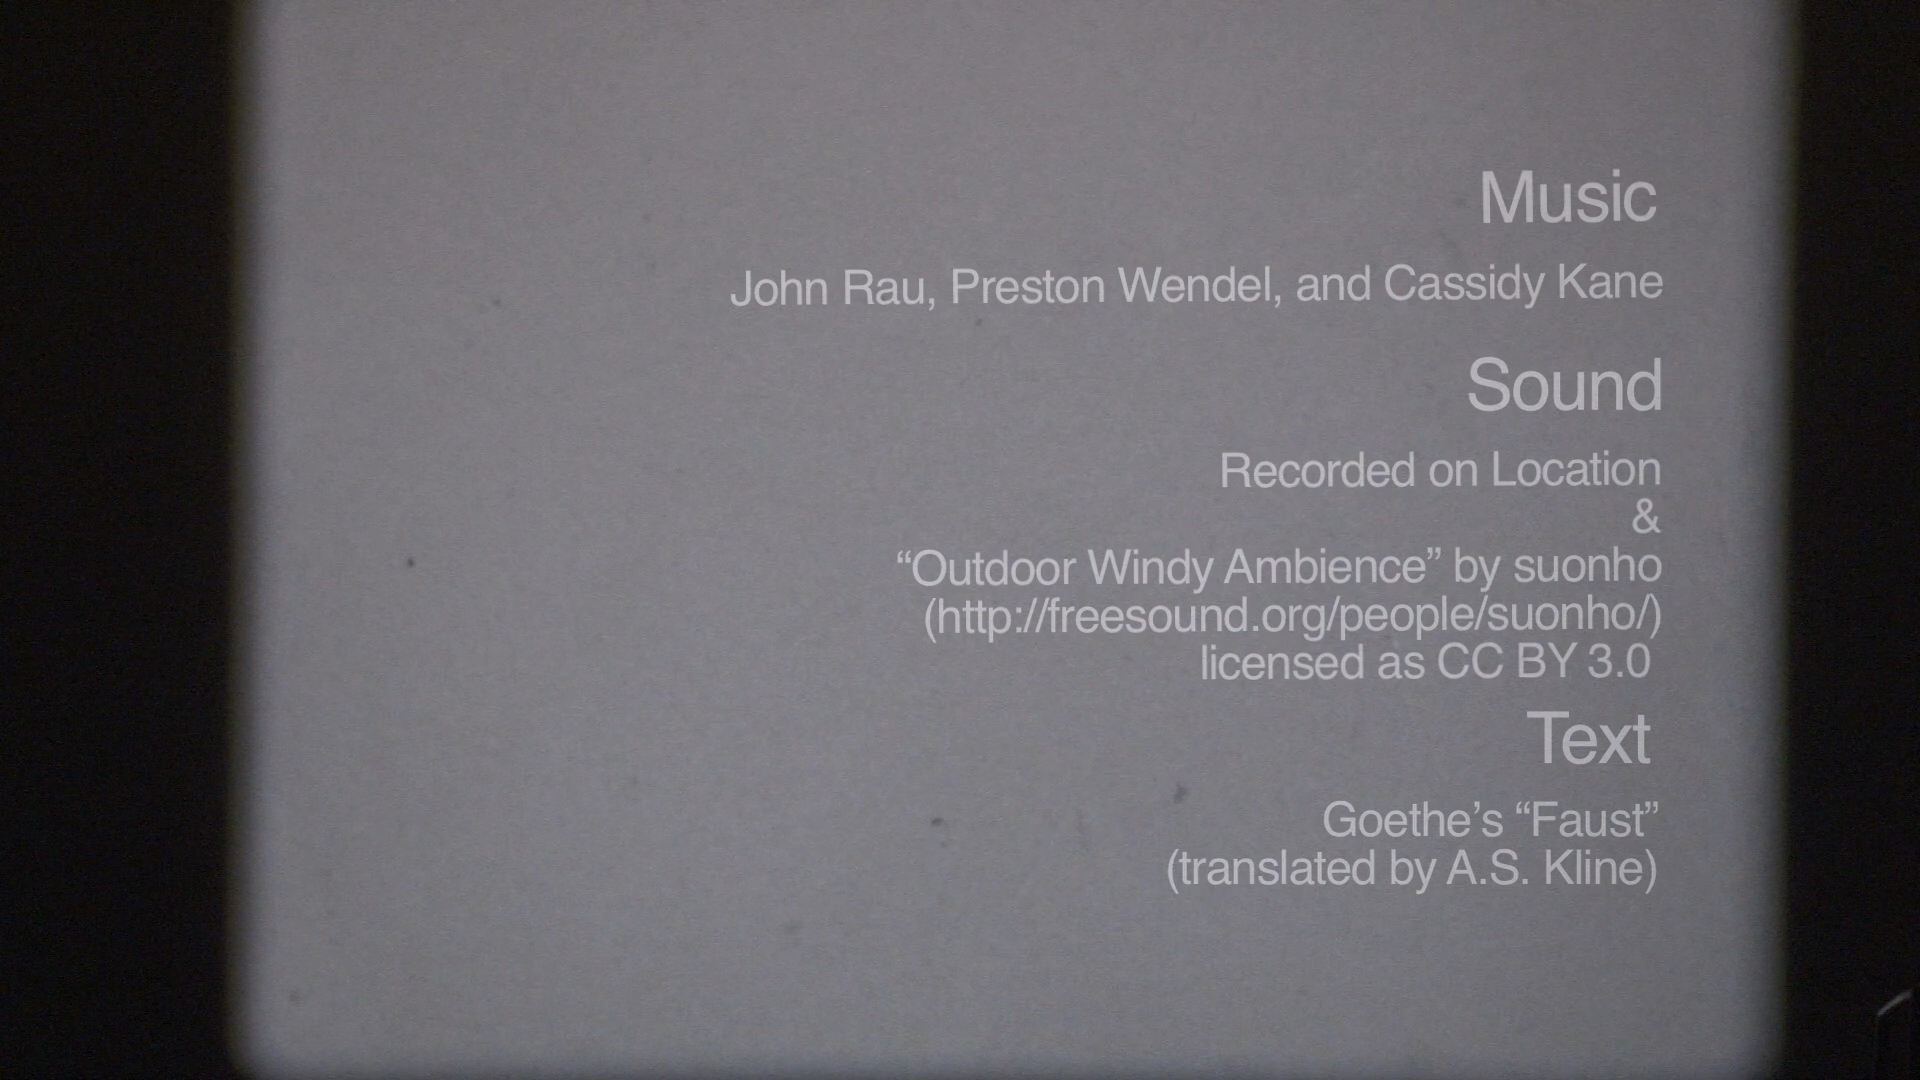 Music
John Rau, Preston Wendel, and Cassidy Kane
Sound
Recorded on Location
&
“Outdoor Windy Ambience” by suonho
(http://freesound.org/people/suonho/)
licensed as CC BY 3.0
Text
Goethe’s “Faust”
(translated by A.S. Kline)